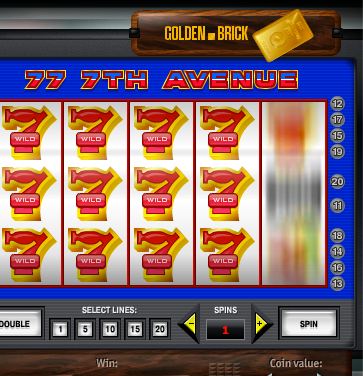 GOLDEN BRICK
77 7TH AVENUE
WILD WILD WILD WILD
WILD WILD WILD WILD
WILD WILD WILD WILD
12
17
15
19
20
11
18
14
16
13
SELECT LINES:
SPINS
DOUBLE
1 5 10 15 20
1
SPIN
Win:
Coin value: